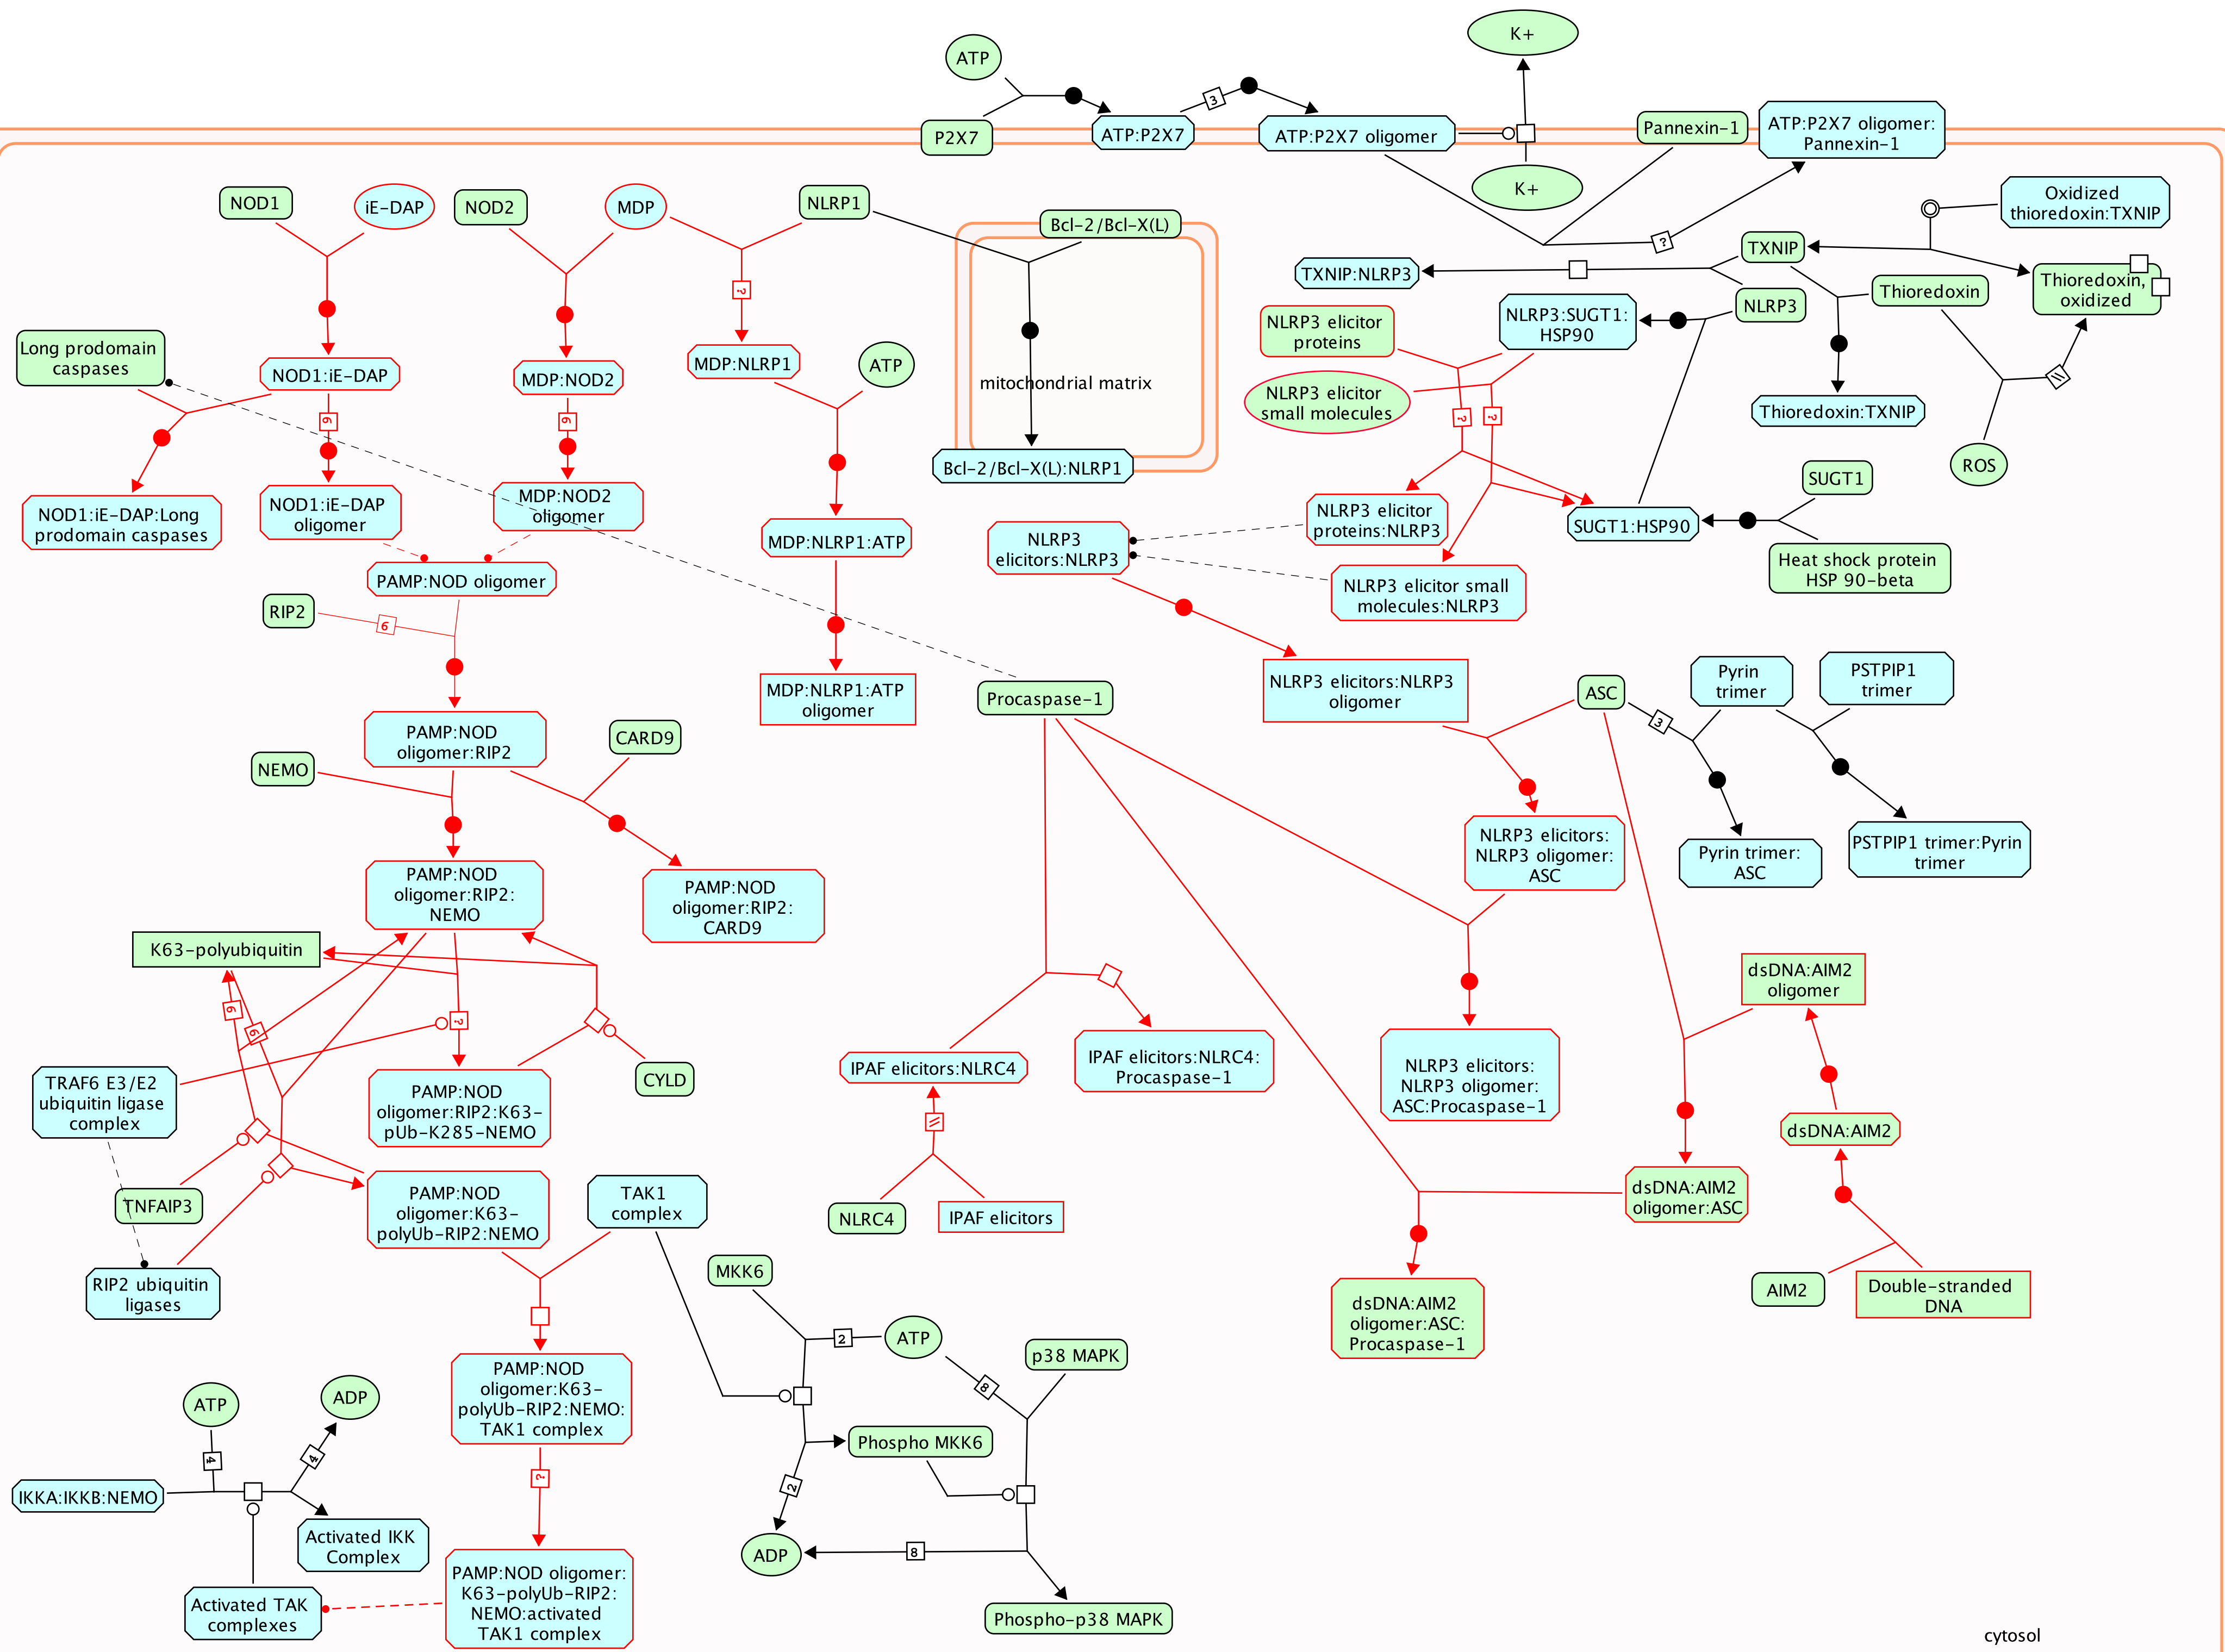 K+
ATP
3
P2X7
ATP:P2X7
ATP:P2X7 oligomer
Pannexin-1
ATP:P2X7 oligomer:
Pannexin-1
K+
NOD1
iE-DAP
NOD2
MDP
NLRP1
Bcl-2/Bcl-X(L)
?
Oxidized
thioredoxin:TXNIP
TXNIP
TXNIP:NLRP3
Thioredoxin
Thioredoxin,
oxidized
NLRP3
?
NLRP3 elicitor
proteins
NLRP3:SUGT1:
HSP90
Long prodomain
caspases
NOD1:iE-DAP
MDP:NOD2
MDP:NLRP1
ATP
mitochondrial matrix
NLRP3 elicitor
small molecules
//
Thioredoxin:TXNIP
6
6
?
?
Bcl-2/Bcl-X(L):NLRP1
ROS
SUGT1
NOD1:iE-DAP:Long
prodomain caspases
NOD1:iE-DAP
oligomer
MDP:NOD2
oligomer
MDP:NLRP1:ATP
NLRP3
elicitors:NLRP3
NLRP3 elicitor
proteins:NLRP3
SUGT1:HSP90
Heat shock protein
HSP 90-beta
PAMP:NOD oligomer
NLRP3 elicitor small
molecules:NLRP3
RIP2
6
MDP:NLRP1:ATP
oligomer
Procaspase-1
NLRP3 elicitors:NLRP3
oligomer
ASC
3
Pyrin
trimer
PSTPIP1
trimer
PAMP:NOD
oligomer:RIP2
CARD9
NEMO
NLRP3 elicitors:
NLRP3 oligomer:
ASC
Pyrin trimer:
ASC
PSTPIP1 trimer:Pyrin
trimer
PAMP:NOD
oligomer:RIP2:
NEMO
PAMP:NOD
oligomer:RIP2:
CARD9
K63-polyubiquitin
dsDNA:AIM2
oligomer
6
6
?
TRAF6 E3/E2
ubiquitin ligase
complex
PAMP:NOD
oligomer:RIP2:K63-
pUb-K285-NEMO
CYLD
IPAF elicitors:NLRC4
IPAF elicitors:NLRC4:
Procaspase-1
NLRP3 elicitors:
NLRP3 oligomer:
ASC:Procaspase-1
//
dsDNA:AIM2
TNFAIP3
PAMP:NOD
oligomer:K63-
polyUb-RIP2:NEMO
TAK1
complex
NLRC4
IPAF elicitors
dsDNA:AIM2
oligomer:ASC
RIP2 ubiquitin
ligases
MKK6
AIM2
Double-stranded
DNA
2
ATP
p38 MAPK
dsDNA:AIM2
oligomer:ASC:
Procaspase-1
8
ATP
ADP
PAMP:NOD
oligomer:K63-
polyUb-RIP2:NEMO:
TAK1 complex
Phospho MKK6
4
4
?
2
IKKA:IKKB:NEMO
Activated IKK
Complex
ADP
8
PAMP:NOD oligomer:
K63-polyUb-RIP2:
NEMO:activated
TAK1 complex
Activated TAK
complexes
Phospho-p38 MAPK
cytosol